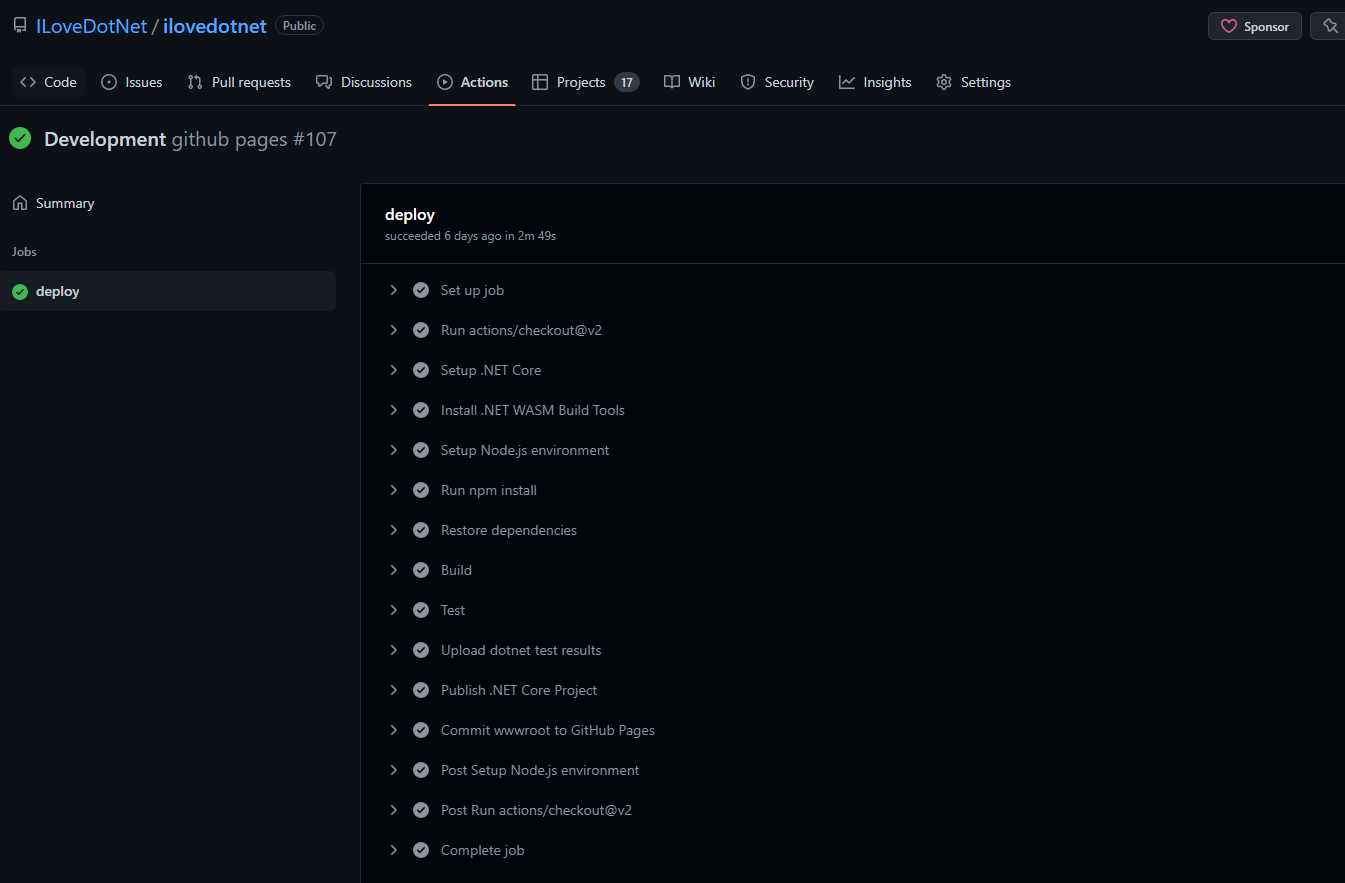 ILoveDotNet / ilovedotnet Public Sponsor
Code Issues Pull requests Discussions Actions Projects 17 Wiki Security Insights Settings
Development github pages #107
Summary
Jobs
deploy
deploy
succeeded 6 days ago in 2m 49s
Set up job
Run actions/checkout@v2
Setup .NET Core
Install .NET WASM Build Tools
Setup Node.js environment
Run npm install
Restore dependencies
Build
Test
Upload dotnet test results
Publish .NET Core Project
Commit wwwroot to GitHub Pages
Post Setup Node.js environment
Post Run actions/checkout@v2
Complete job